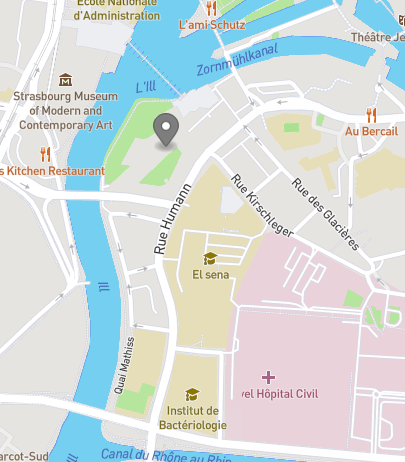 École Nationale
d'Administration
L'ami Schutz
L'Ill
Zornmühlkanal
Théâtre Je
Strasbourg Museum
of Modern and
Contemporary Art
Au Bercail
s Kitchen Restaurant
Rue Humann
Rue Kirschleger
Rue des Glacières
El sena
Ill
Quai Mathiss
vel Hôpital Civil
Institut de
Bactériologie
arcot-Sud
Canal du Rhône au Rhin